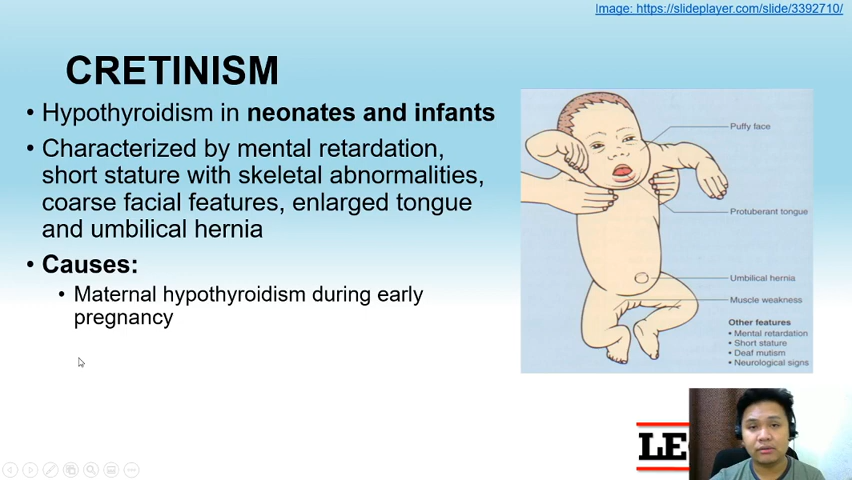 Image: https://slideplayer.com/slide/3392710/
CRETINISM
• Hypothyroidism in neonates and infants
• Characterized by mental retardation,
short stature with skeletal abnormalities,
coarse facial features, enlarged tongue
and umbilical hernia
• Causes:
• Maternal hypothyroidism during early
pregnancy
Puffy face
Protuberant tongue
Umbilical hernia
Muscle weakness
Other features
• Mental retardation
• Short stature
• Deaf mutism
• Neurological signs